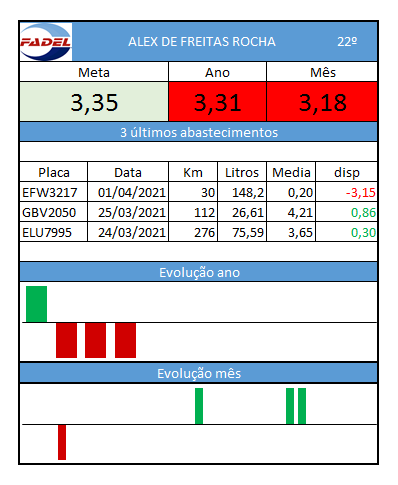 FADEL
ALEX DE FREITAS ROCHA 22º
Meta Ano Mês
3,35 3,31 3,18
3 últimos abastecimentos
Placa Data Km Litros Media disp
EFW3217 01/04/2021 30 148,2 0,20 -3,15
GBV2050 25/03/2021 112 26,61 4,21 0,86
ELU7995 24/03/2021 276 75,59 3,65 0,30
Evolução ano
Evolução mês